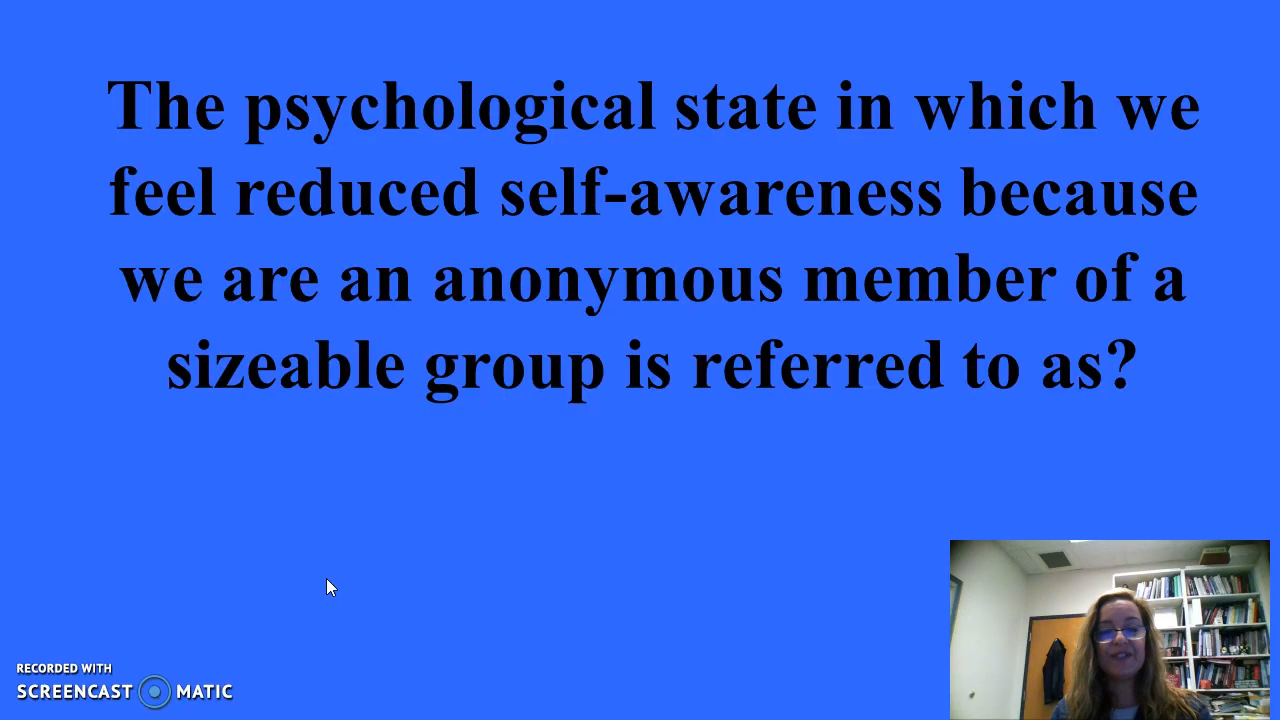 The psychological state in which we
feel reduced self-awareness because
we are an anonymous member of a
sizeable group is referred to as?
RECORDED WITH
SCREENCAST MATIC